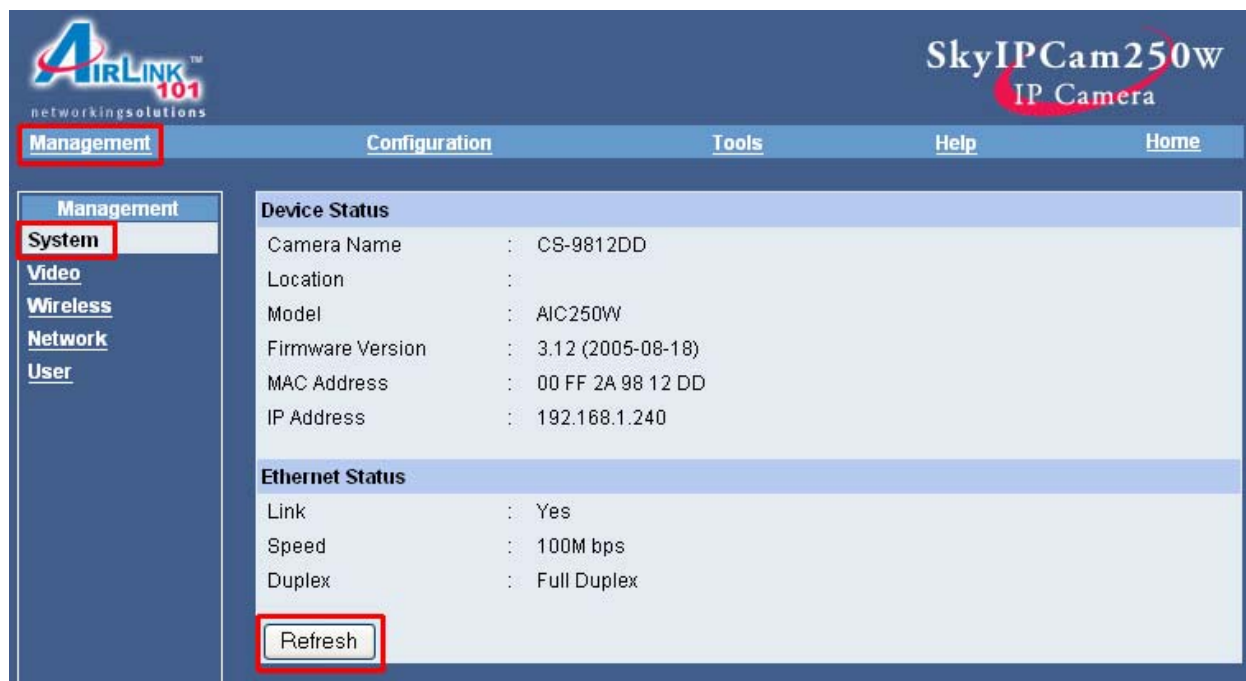 AIRLINK™
101
networkingsolutions
SkyIPCam250W
IP Camera
Management Configuration Tools Help Home
Management
System
Video
Wireless
Network
User
Device Status
Camera Name : CS-9812DD
Location :
Model : AIC250W
Firmware Version : 3.12 (2005-08-18)
MAC Address : 00 FF 2A 98 12 DD
IP Address : 192.168.1.240
Ethernet Status
Link : Yes
Speed : 100M bps
Duplex : Full Duplex
Refresh